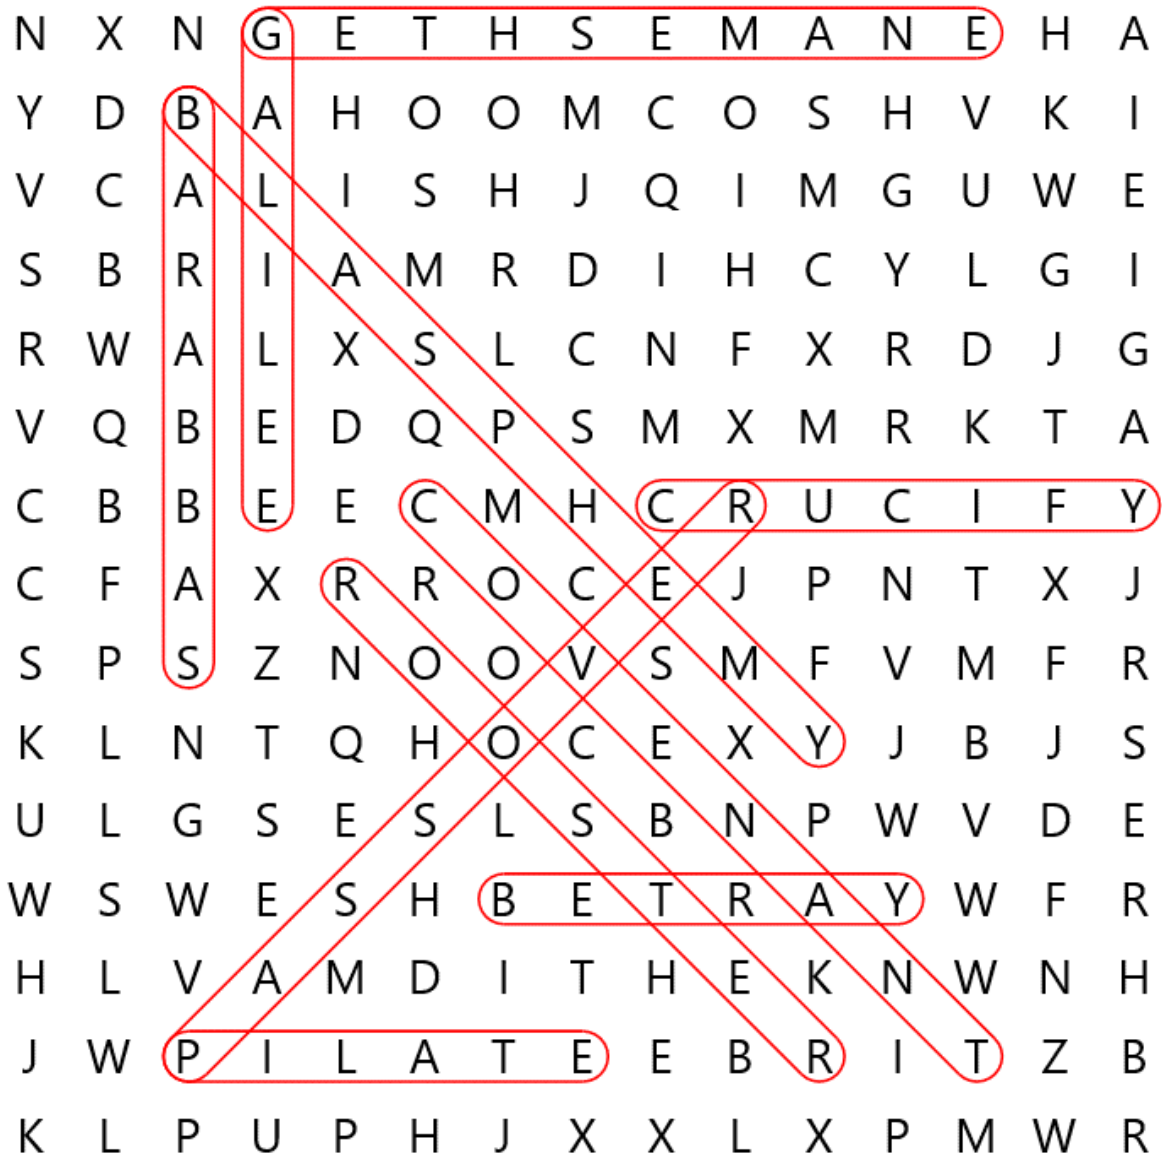 N X N G E T H S E M A N E H A
Y D B A H O O M C O S H V K I
V C A L I S H J Q I M G U W E
S B R I A M R D I H C Y L G I
R W A L X S L C N F X R D J G
V Q B E D Q P S M X M R K T A
C B B E E C M H C R U C I F Y
C F A X R R O C E J P N T X J
S P S Z N O O V S M F V M F R
K L N T Q H O C E X Y J B J S
U L G S E S L S B N P W V D E
W S W E S H B E T R A Y W F R
H L V A M D I T H E K N W N H
J W P I L A T E E B R I T Z B
K L P U P H J X X L X P M W R